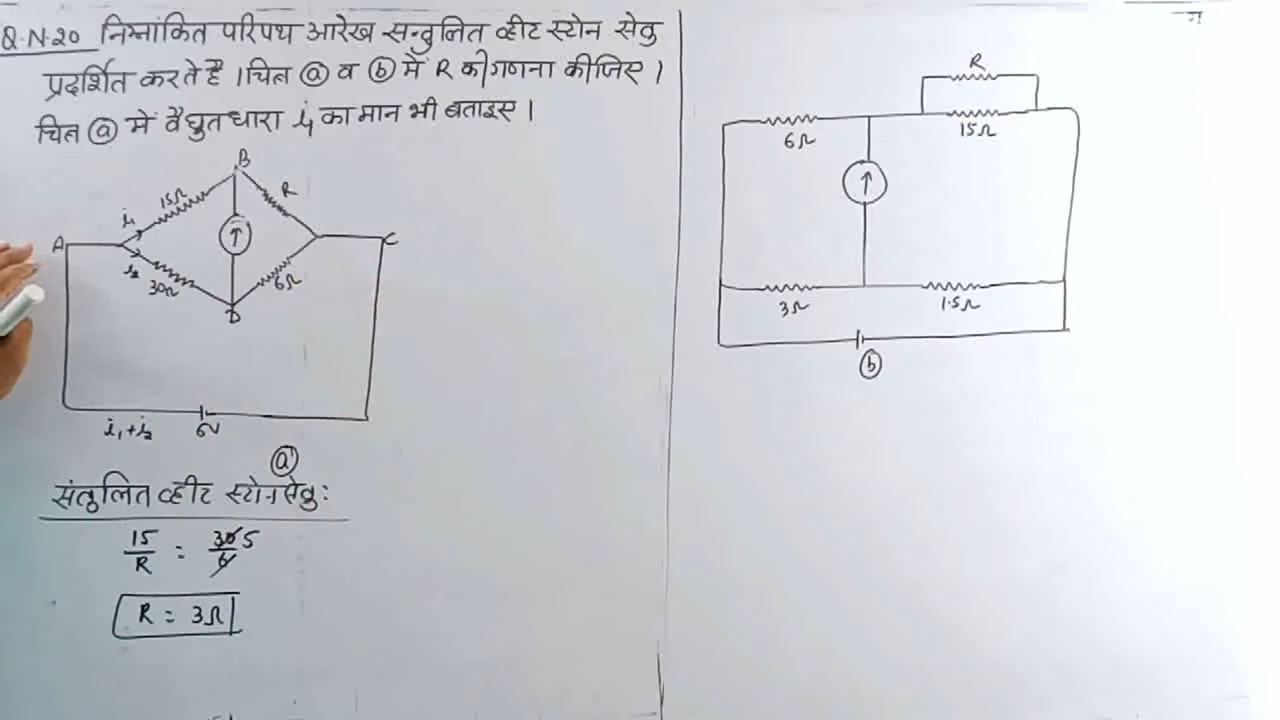 Q.N.20 निम्नांकित परिपथ आरेख सन्तुलित व्हीट स्टोन सेतु
प्रदर्शित करते है । चित्र ⓐ व ⓑ में R की गणना कीजिए ।
चित्र ⓐ में वैधुत धारा i₁ का मान भी बताइए ।
B
15Ω
R
i₁
A
C
i₂
30Ω
6Ω
D
i₁+i₂
6V
ⓐ
संतुलित व्हीट स्टोन सेतु :
15/R = 30/6 5
R = 3Ω
R
6Ω
15Ω
3Ω
1.5Ω
ⓑ